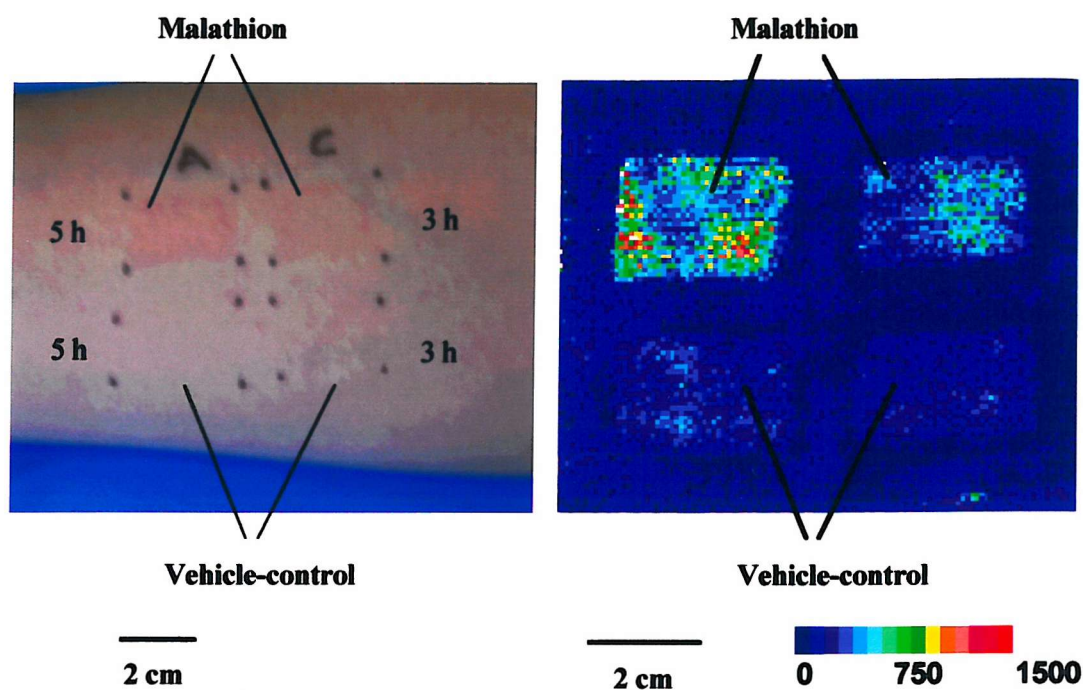 Malathion
Malathion
A
C
5 h
3 h
5 h
3 h
Vehicle-control
Vehicle-control
2 cm
2 cm
0 750 1500